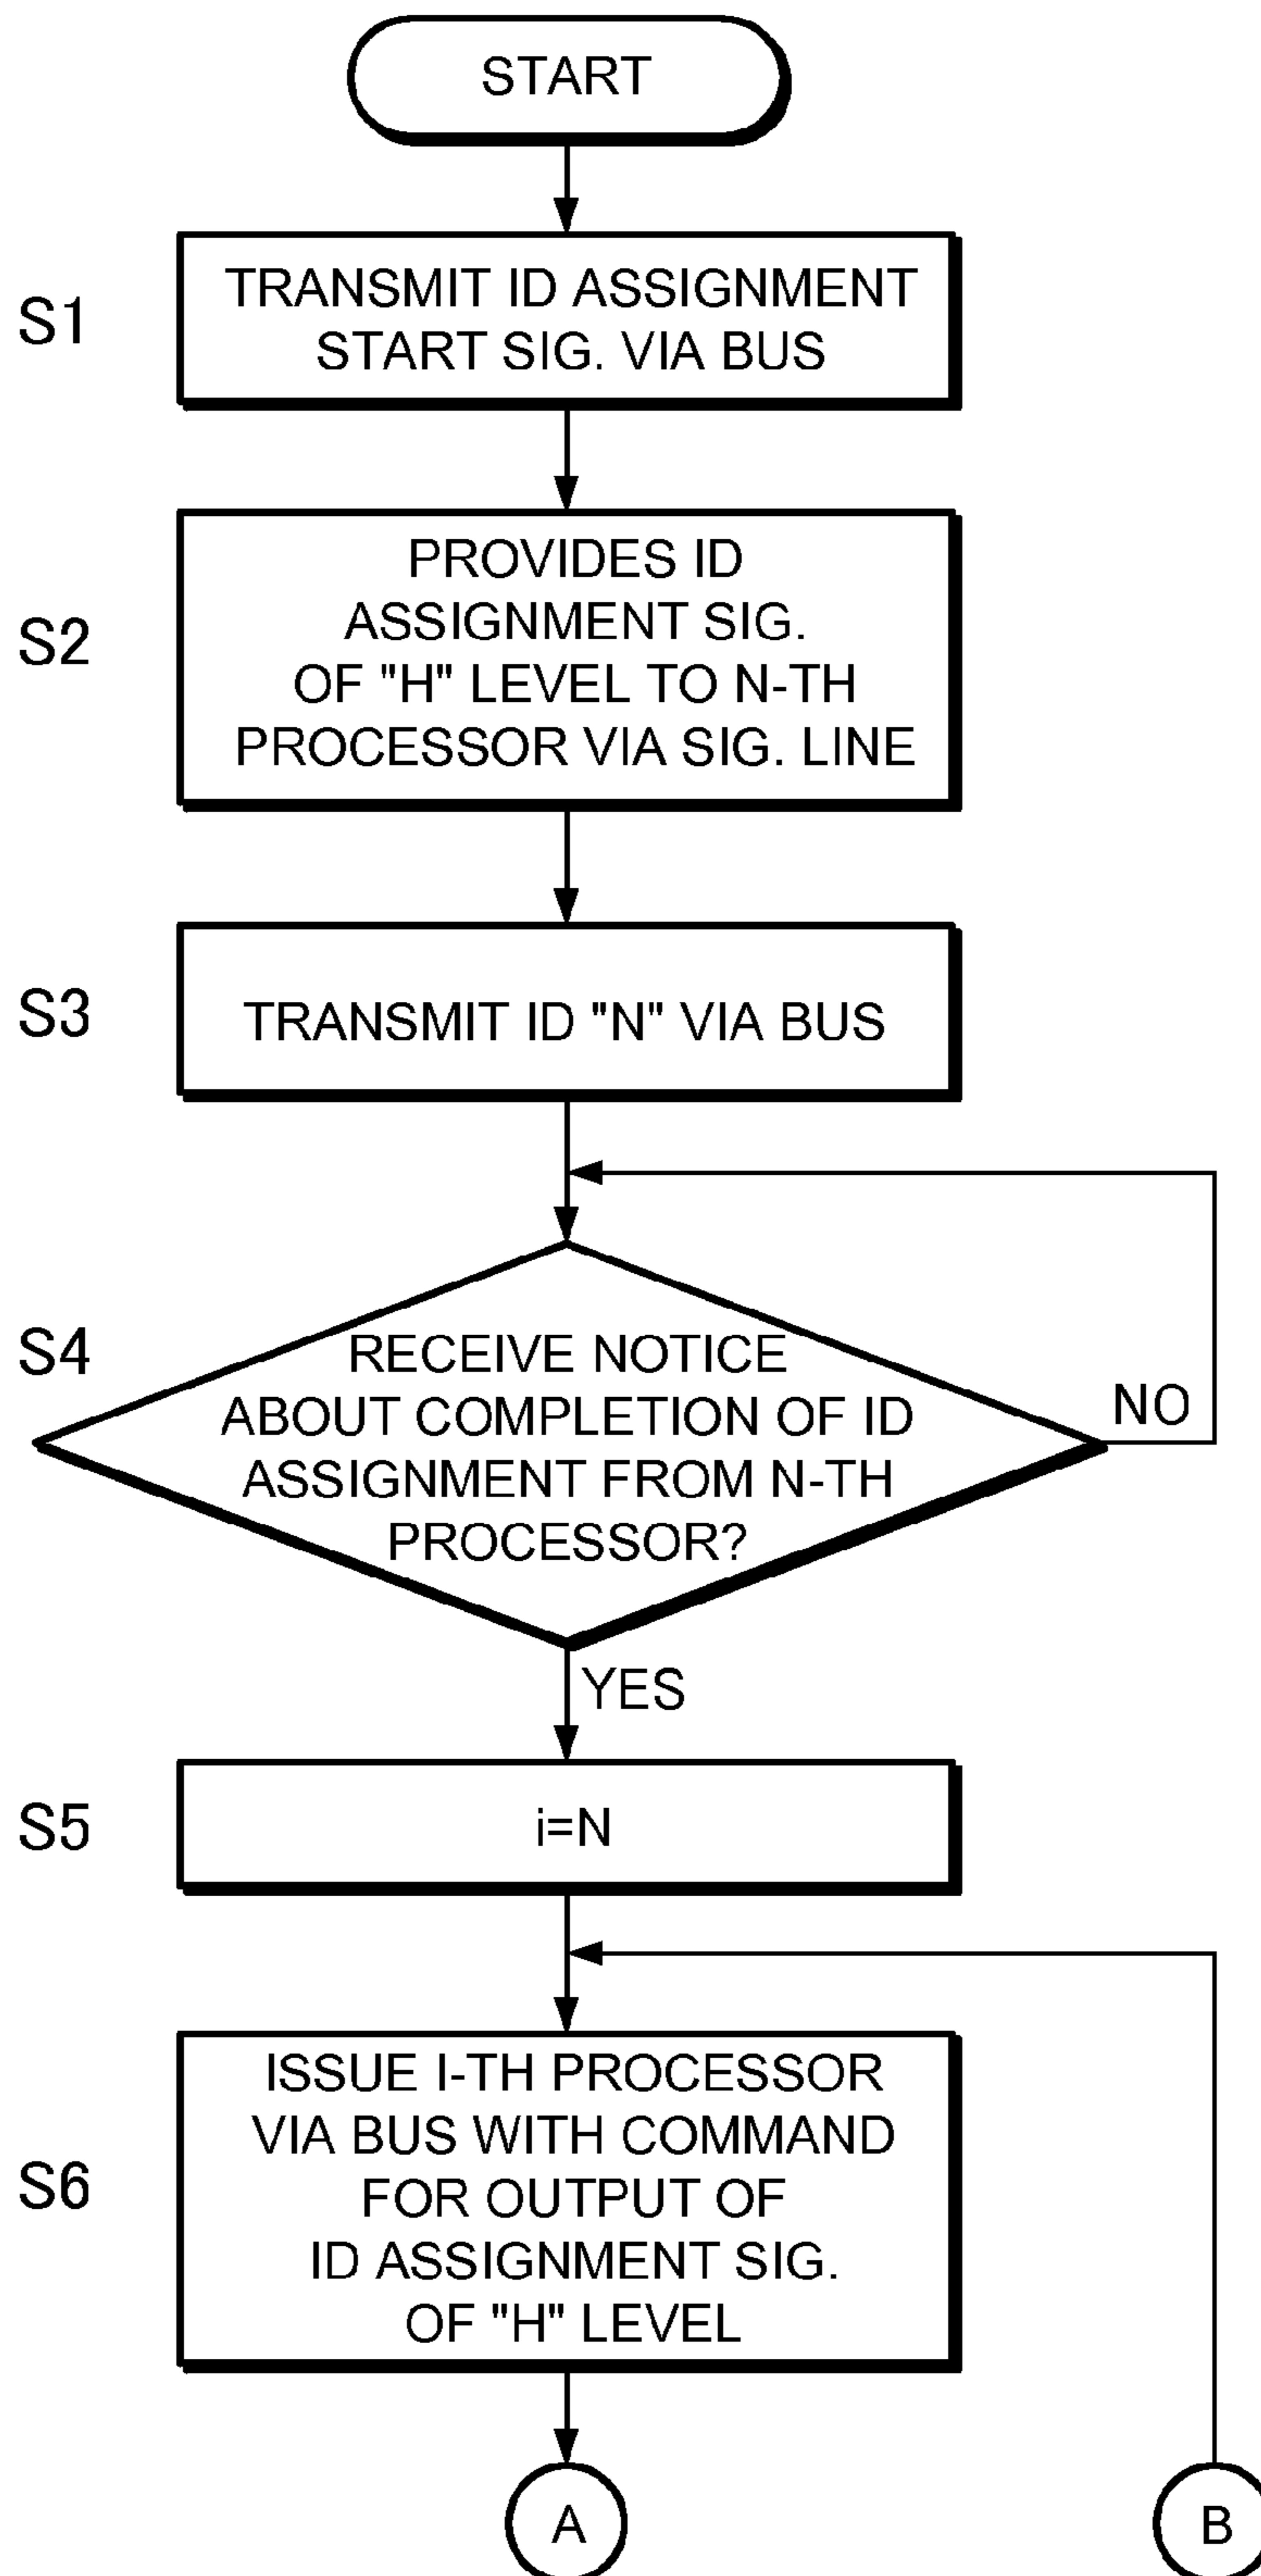 START
S1
TRANSMIT ID ASSIGNMENT
START SIG. VIA BUS
S2
PROVIDES ID
ASSIGNMENT SIG.
OF "H" LEVEL TO N-TH
PROCESSOR VIA SIG. LINE
S3
TRANSMIT ID "N" VIA BUS
S4
RECEIVE NOTICE
ABOUT COMPLETION OF ID
ASSIGNMENT FROM N-TH
PROCESSOR?
NO
YES
S5
i=N
S6
ISSUE I-TH PROCESSOR
VIA BUS WITH COMMAND
FOR OUTPUT OF
ID ASSIGNMENT SIG.
OF "H" LEVEL
A
B